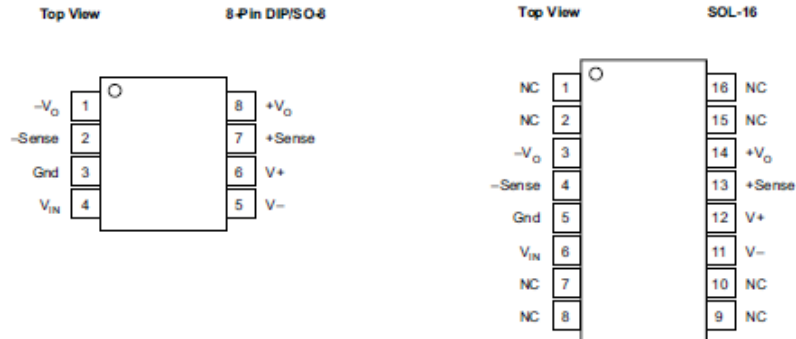 Top View 8-Pin DIP/SO-8
–VO 1 8 +VO
–Sense 2 7 +Sense
Gnd 3 6 V+
VIN 4 5 V–
Top View SOL-16
NC 1 16 NC
NC 2 15 NC
–VO 3 14 +VO
–Sense 4 13 +Sense
Gnd 5 12 V+
VIN 6 11 V–
NC 7 10 NC
NC 8 9 NC